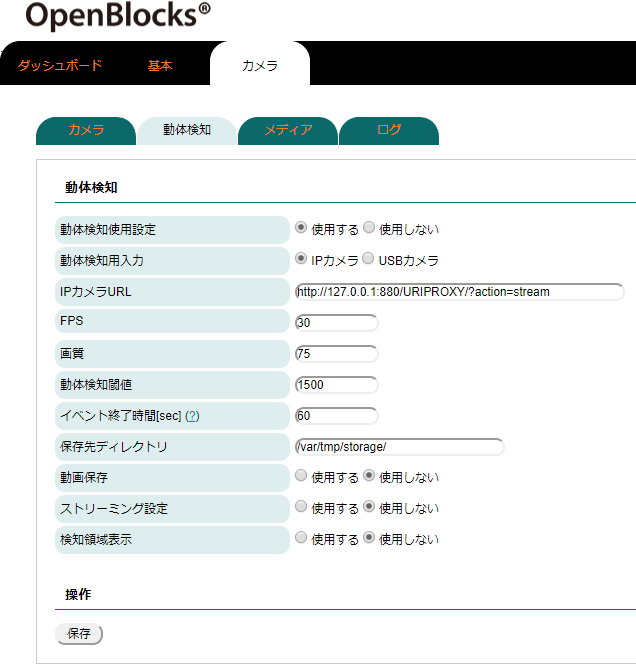 OpenBlocks®
ダッシュボード 基本 カメラ
カメラ 動体検知 メディア ログ
動体検知
動体検知使用設定 使用する 使用しない
動体検知用入力 IPカメラ USBカメラ
IPカメラURL http://127.0.0.1:880/URIPROXY/?action=stream
FPS 30
画質 75
動体検知閾値 1500
イベント終了時間[sec] (?) 60
保存先ディレクトリ /var/tmp/storage/
動画保存 使用する 使用しない
ストリーミング設定 使用する 使用しない
検知領域表示 使用する 使用しない
操作
保存